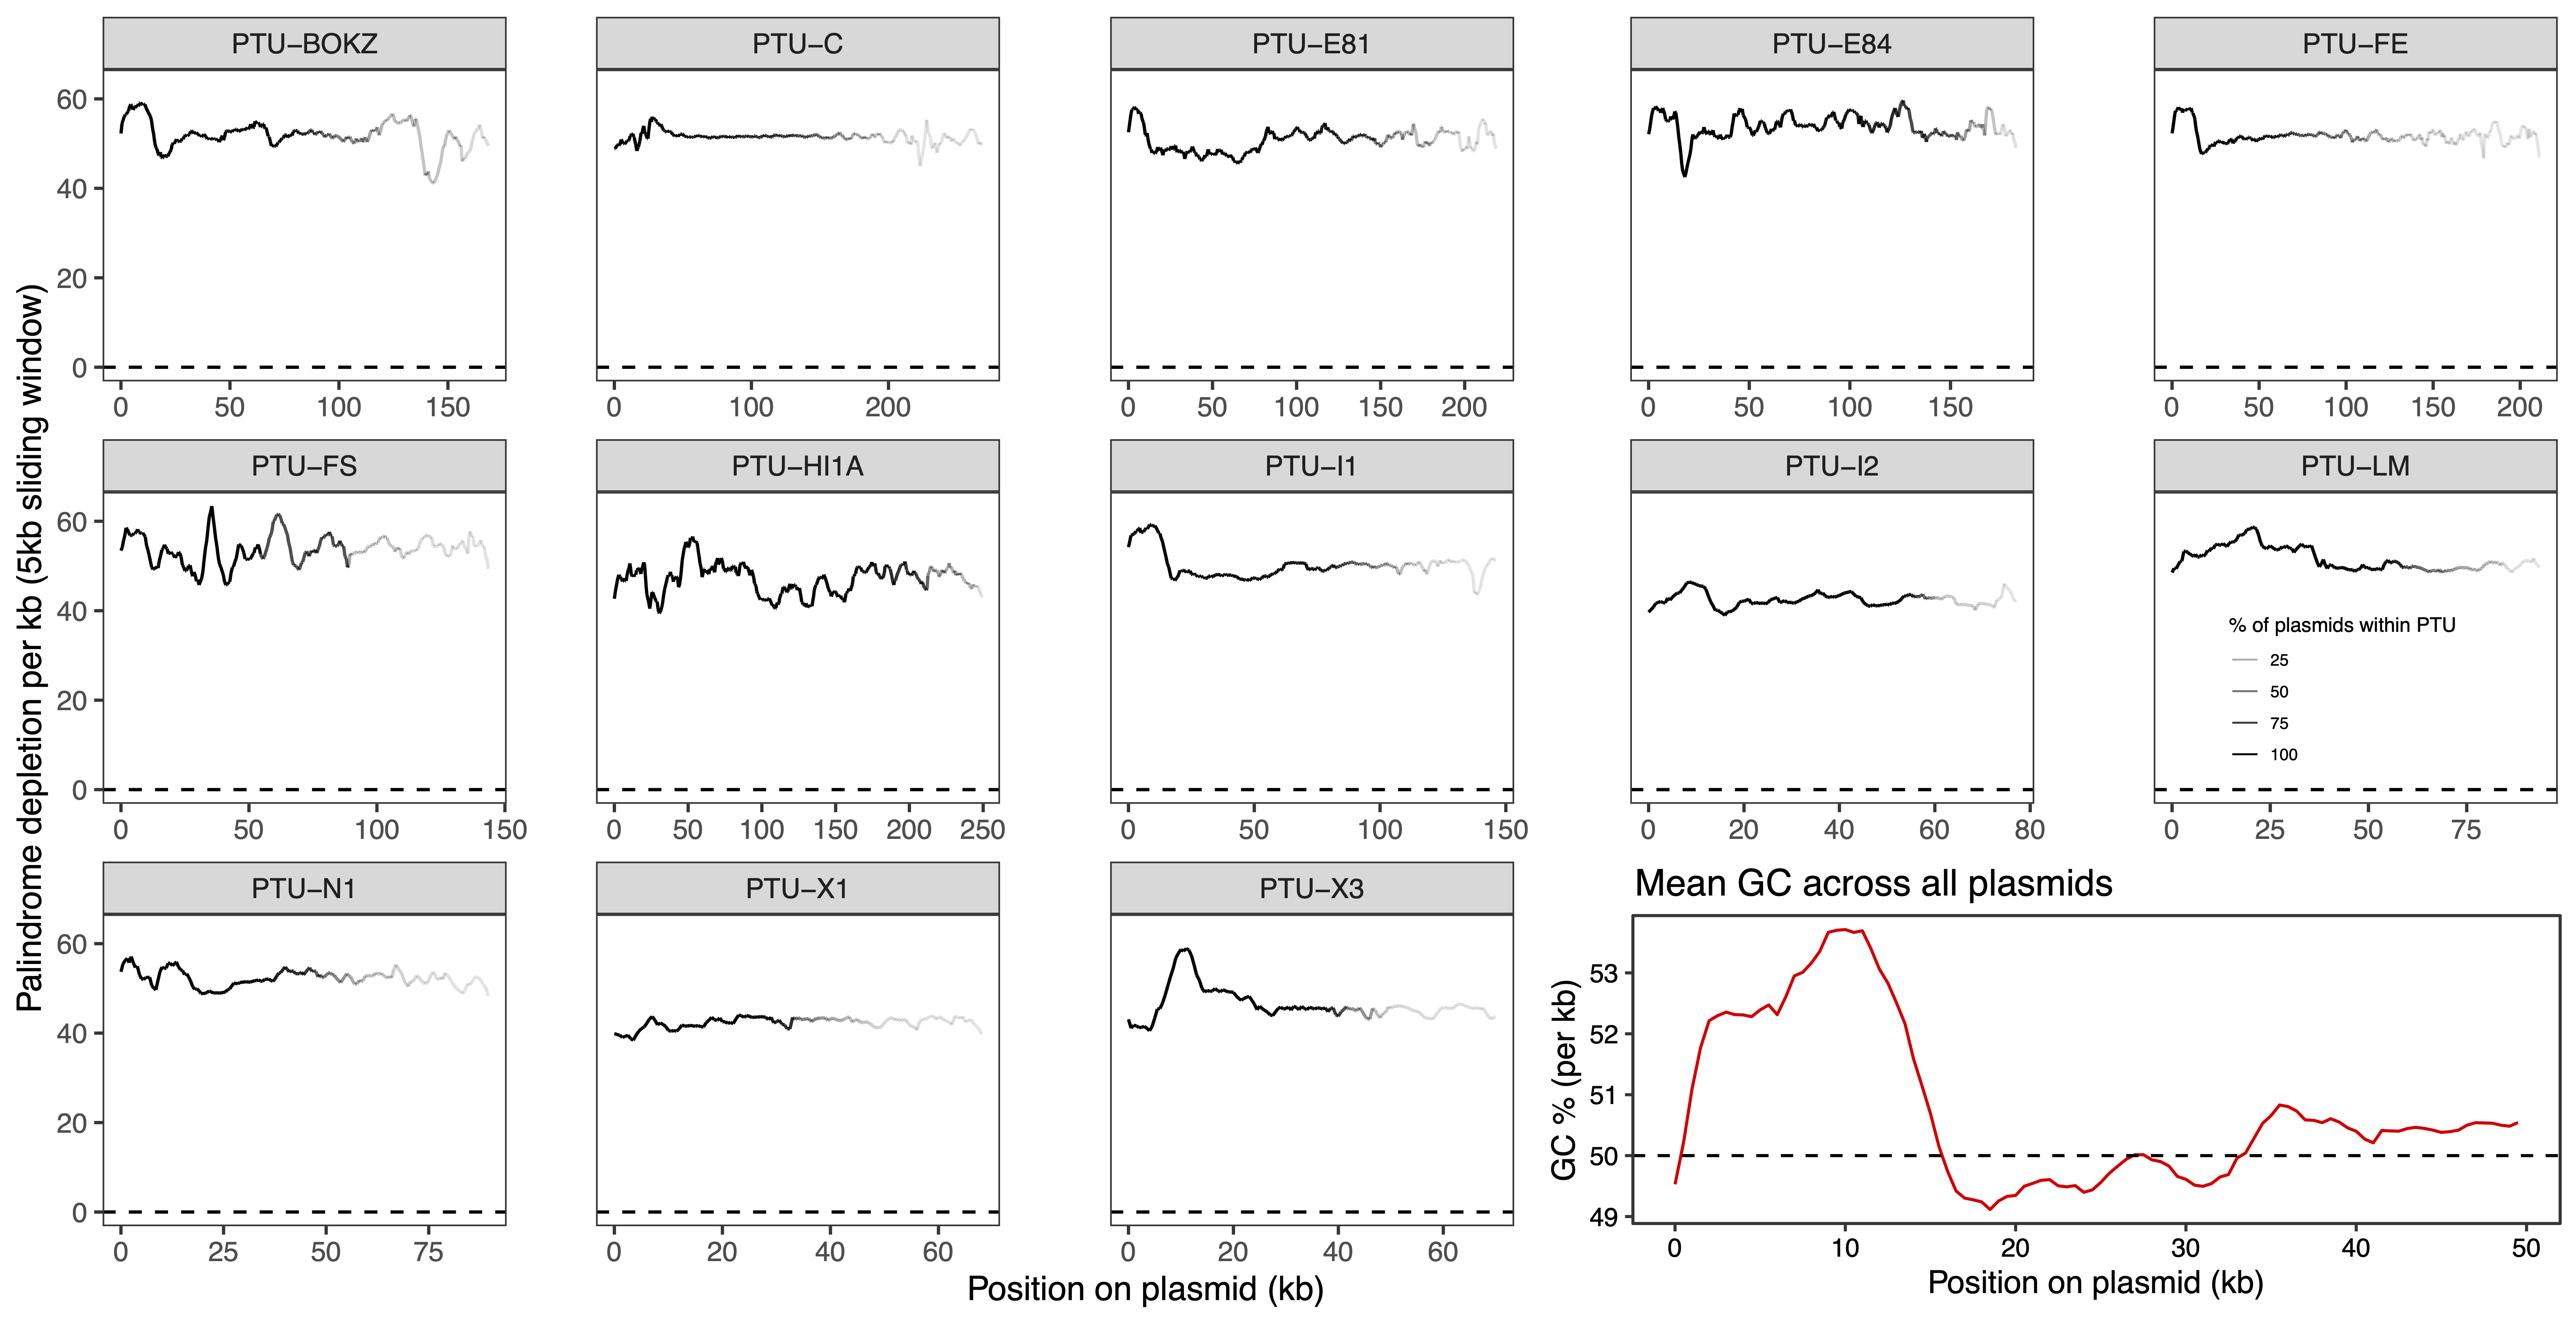 PTU–BOKZ
PTU–C
PTU–E81
PTU–E84
PTU–FE
60
40
20
0
0 50 100 150
0 100 200
0 50 100 150 200
0 50 100 150
0 50 100 150 200
Palindrome depletion per kb (5kb sliding window)
PTU–FS
PTU–HI1A
PTU–I1
PTU–I2
PTU–LM
60
40
20
0
% of plasmids within PTU
25
50
75
100
0 50 100 150
0 50 100 150 200 250
0 50 100 150
0 20 40 60 80
0 25 50 75
PTU–N1
PTU–X1
PTU–X3
60
40
20
0
0 25 50 75
0 20 40 60
0 20 40 60
Position on plasmid (kb)
Mean GC across all plasmids
GC % (per kb)
53
52
51
50
49
0 10 20 30 40 50
Position on plasmid (kb)